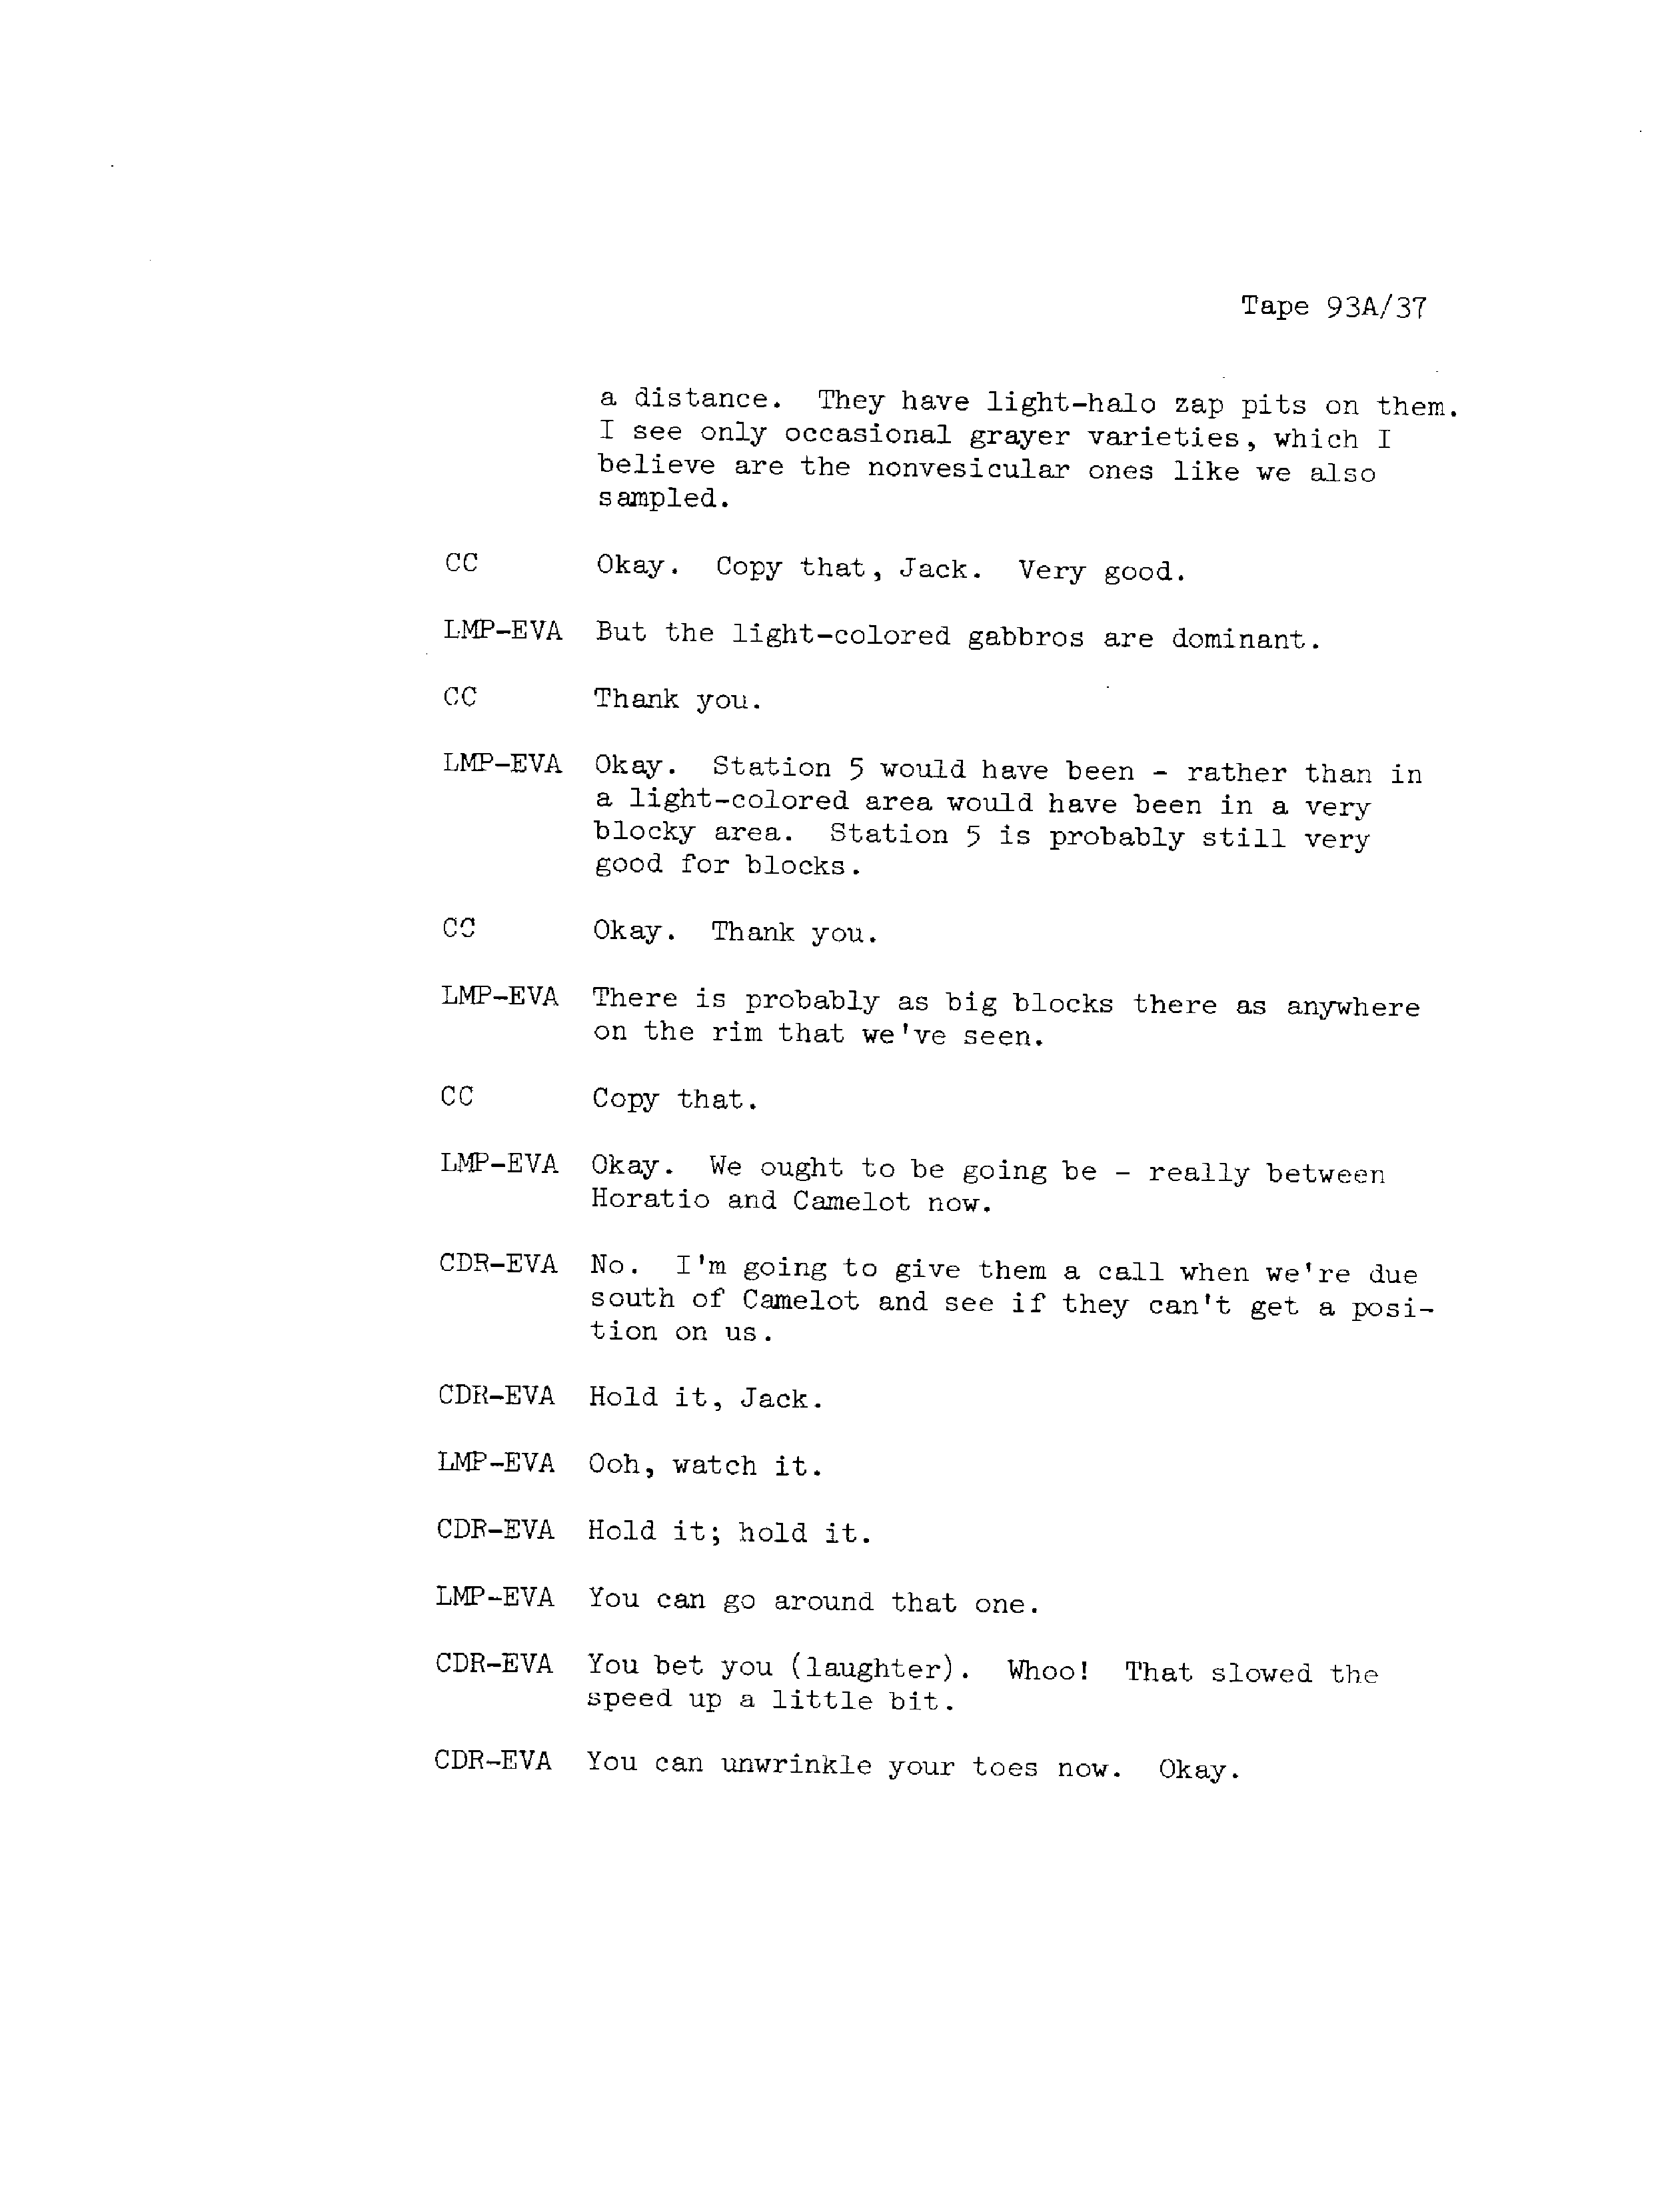 Tape 93A/37
a distance. They have light-halo zap pits on them.
I see only occasional grayer varieties, which I
believe are the nonvesicular ones like we also
sampled.
CC Okay. Copy that, Jack. Very good.
LMP-EVA But the light-colored gabbros are dominant.
CC Thank you.
LMP-EVA Okay. Station 5 would have been - rather than in
a light-colored area would have been in a very
blocky area. Station 5 is probably still very
good for blocks.
CC Okay. Thank you.
LMP-EVA There is probably as big blocks there as anywhere
on the rim that we've seen.
CC Copy that.
LMP-EVA Okay. We ought to be going be - really between
Horatio and Camelot now.
CDR-EVA No. I'm going to give them a call when we're due
south of Camelot and see if they can't get a posi-
tion on us.
CDR-EVA Hold it, Jack.
LMP-EVA Ooh, watch it.
CDR-EVA Hold it; hold it.
LMP-EVA You can go around that one.
CDR-EVA You bet you (laughter). Whoo! That slowed the
speed up a little bit.
CDR-EVA You can unwrinkle your toes now. Okay.